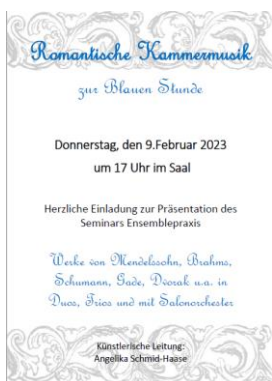 Romantische Kammermusik
zur Blauen Stunde
Donnerstag, den 9.Februar 2023
um 17 Uhr im Saal
Herzliche Einladung zur Präsentation des
Seminars Ensemblepraxis
Werke von Mendelssohn, Brahms,
Schumann, Gade, Dvorak u.a. in
Duos, Trios und mit Salonorchester
Künstlerische Leitung:
Angelika Schmid-Haase